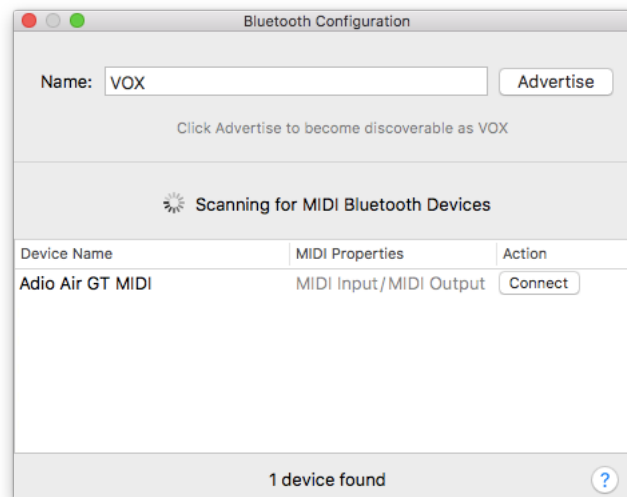 Bluetooth Configuration
Name: VOX Advertise
Click Advertise to become discoverable as VOX
Scanning for MIDI Bluetooth Devices
Device Name MIDI Properties Action
Adio Air GT MIDI MIDI Input/MIDI Output Connect
1 device found ?